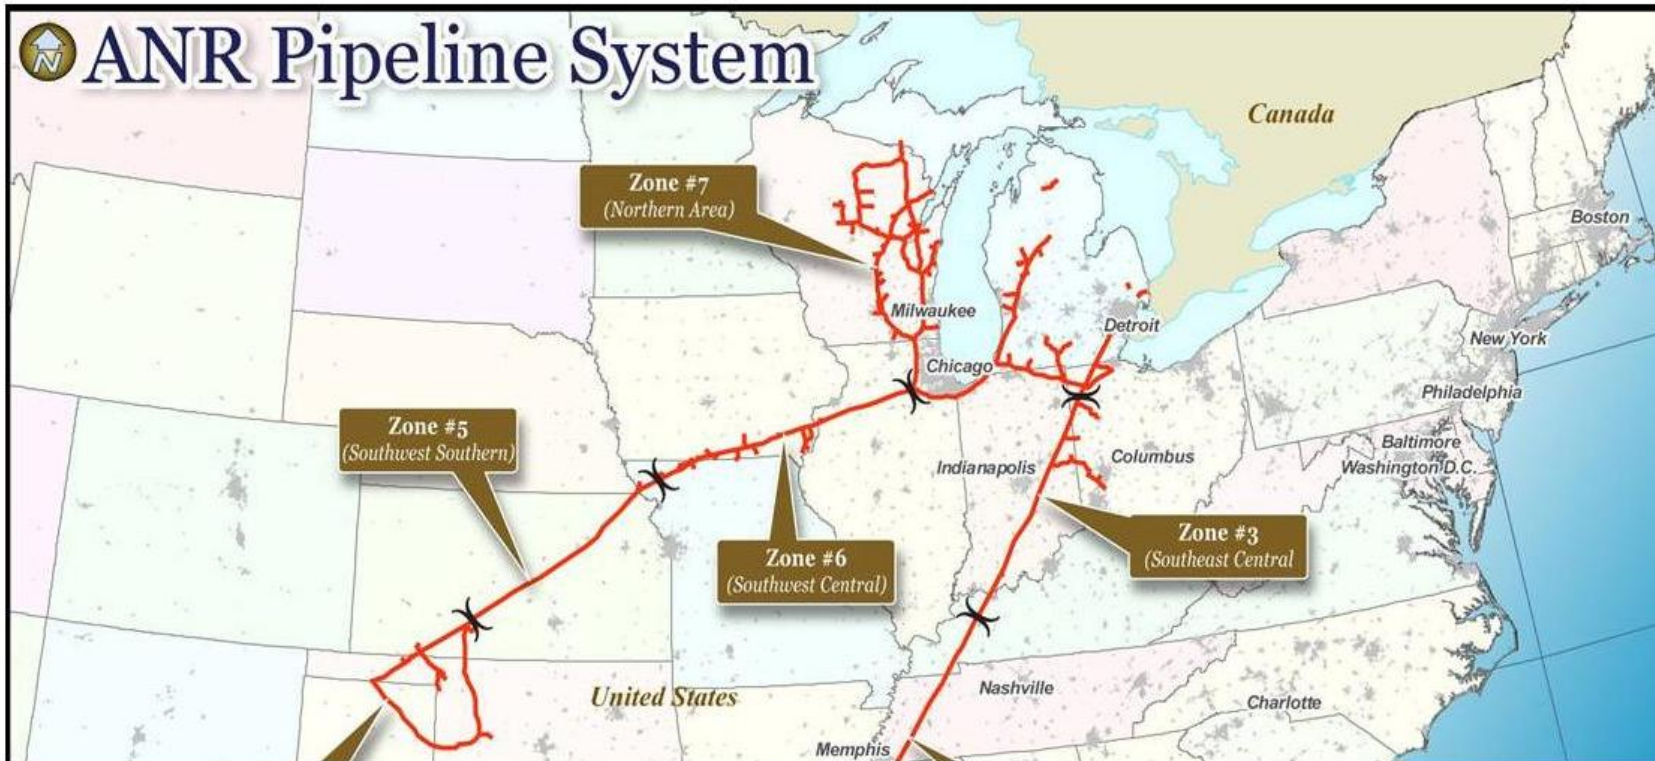 N
ANR Pipeline System
Canada
Zone #7
(Northern Area)
Boston
Milwaukee
Detroit
New York
Chicago
Philadelphia
Zone #5
(Southwest Southern)
Baltimore
Washington D.C.
Columbus
Indianapolis
Zone #3
(Southeast Central
Zone #6
(Southwest Central)
United States
Nashville
Charlotte
Memphis